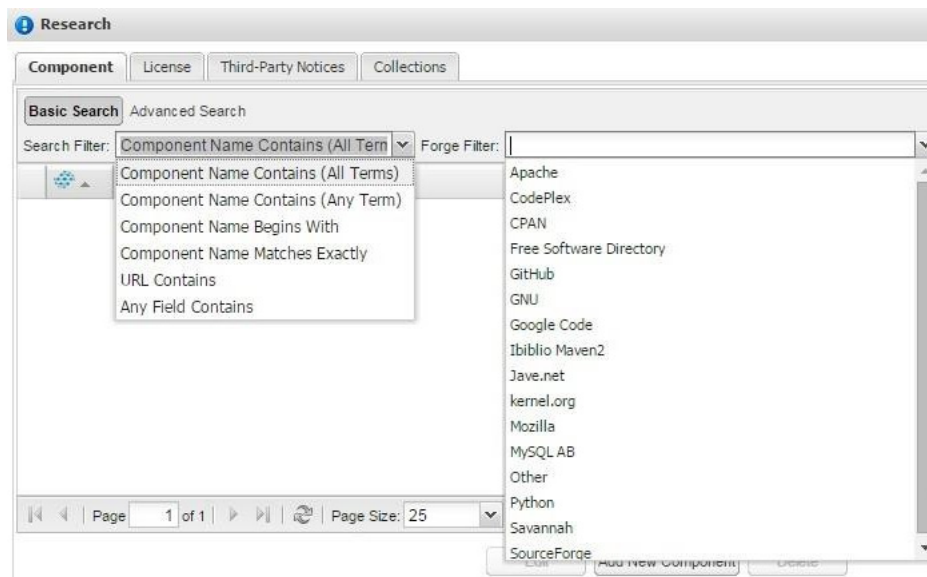 Research
Component License Third-Party Notices Collections
Basic Search Advanced Search
Search Filter: Component Name Contains (All Term Forge Filter:
Component Name Contains (All Terms)
Component Name Contains (Any Term)
Component Name Begins With
Component Name Matches Exactly
URL Contains
Any Field Contains
Apache
CodePlex
CPAN
Free Software Directory
GitHub
GNU
Google Code
Ibiblio Maven2
Jave.net
kernel.org
Mozilla
MySQL AB
Other
Python
Savannah
SourceForge
Page 1 of 1 Page Size: 25
Edit Add New Component Delete